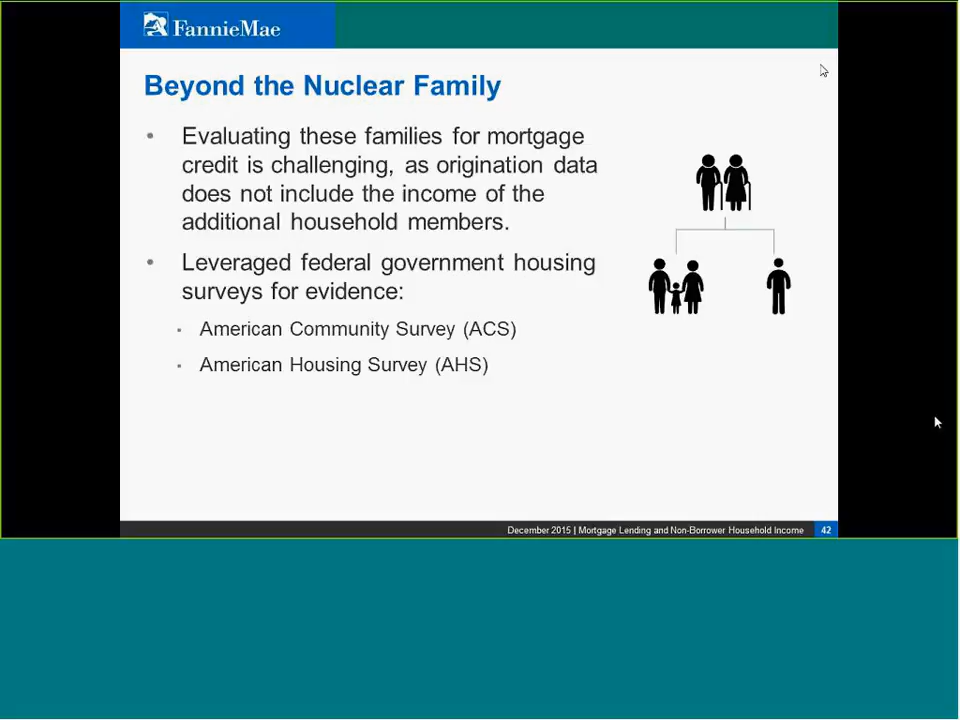 FannieMae
Beyond the Nuclear Family
• Evaluating these families for mortgage
credit is challenging, as origination data
does not include the income of the
additional household members.
• Leveraged federal government housing
surveys for evidence:
▪ American Community Survey (ACS)
▪ American Housing Survey (AHS)
December 2015 | Mortgage Lending and Non-Borrower Household Income 42